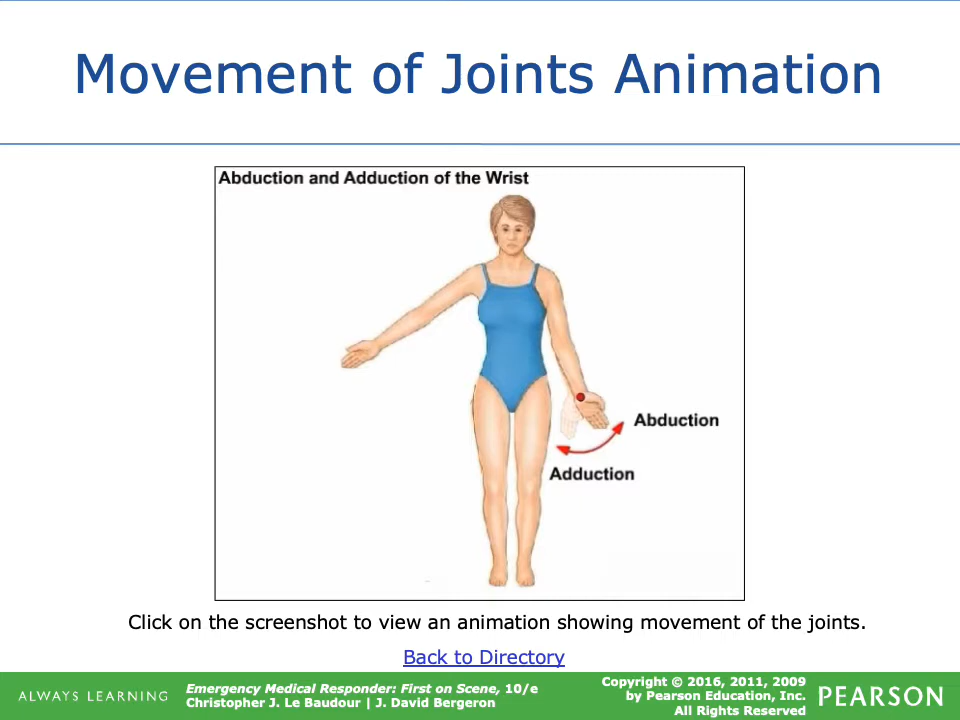 Movement of Joints Animation
Abduction and Adduction of the Wrist
Abduction
Adduction
Click on the screenshot to view an animation showing movement of the joints.
Back to Directory
ALWAYS LEARNING
Emergency Medical Responder: First on Scene, 10/e
Christopher J. Le Baudour | J. David Bergeron
Copyright © 2016, 2011, 2009
by Pearson Education, Inc.
All Rights Reserved
PEARSON